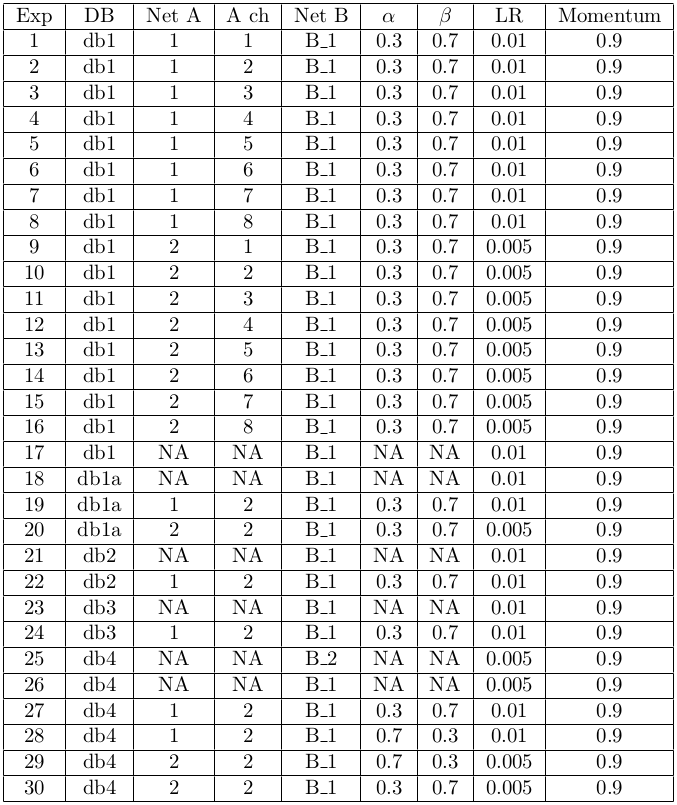 Exp DB Net A A ch Net B α β LR Momentum
1 db1 1 1 B_1 0.3 0.7 0.01 0.9
2 db1 1 2 B_1 0.3 0.7 0.01 0.9
3 db1 1 3 B_1 0.3 0.7 0.01 0.9
4 db1 1 4 B_1 0.3 0.7 0.01 0.9
5 db1 1 5 B_1 0.3 0.7 0.01 0.9
6 db1 1 6 B_1 0.3 0.7 0.01 0.9
7 db1 1 7 B_1 0.3 0.7 0.01 0.9
8 db1 1 8 B_1 0.3 0.7 0.01 0.9
9 db1 2 1 B_1 0.3 0.7 0.005 0.9
10 db1 2 2 B_1 0.3 0.7 0.005 0.9
11 db1 2 3 B_1 0.3 0.7 0.005 0.9
12 db1 2 4 B_1 0.3 0.7 0.005 0.9
13 db1 2 5 B_1 0.3 0.7 0.005 0.9
14 db1 2 6 B_1 0.3 0.7 0.005 0.9
15 db1 2 7 B_1 0.3 0.7 0.005 0.9
16 db1 2 8 B_1 0.3 0.7 0.005 0.9
17 db1 NA NA B_1 NA NA 0.01 0.9
18 db1a NA NA B_1 NA NA 0.01 0.9
19 db1a 1 2 B_1 0.3 0.7 0.01 0.9
20 db1a 2 2 B_1 0.3 0.7 0.005 0.9
21 db2 NA NA B_1 NA NA 0.01 0.9
22 db2 1 2 B_1 0.3 0.7 0.01 0.9
23 db3 NA NA B_1 NA NA 0.01 0.9
24 db3 1 2 B_1 0.3 0.7 0.01 0.9
25 db4 NA NA B_2 NA NA 0.005 0.9
26 db4 NA NA B_1 NA NA 0.005 0.9
27 db4 1 2 B_1 0.3 0.7 0.01 0.9
28 db4 1 2 B_1 0.7 0.3 0.01 0.9
29 db4 2 2 B_1 0.7 0.3 0.005 0.9
30 db4 2 2 B_1 0.3 0.7 0.005 0.9